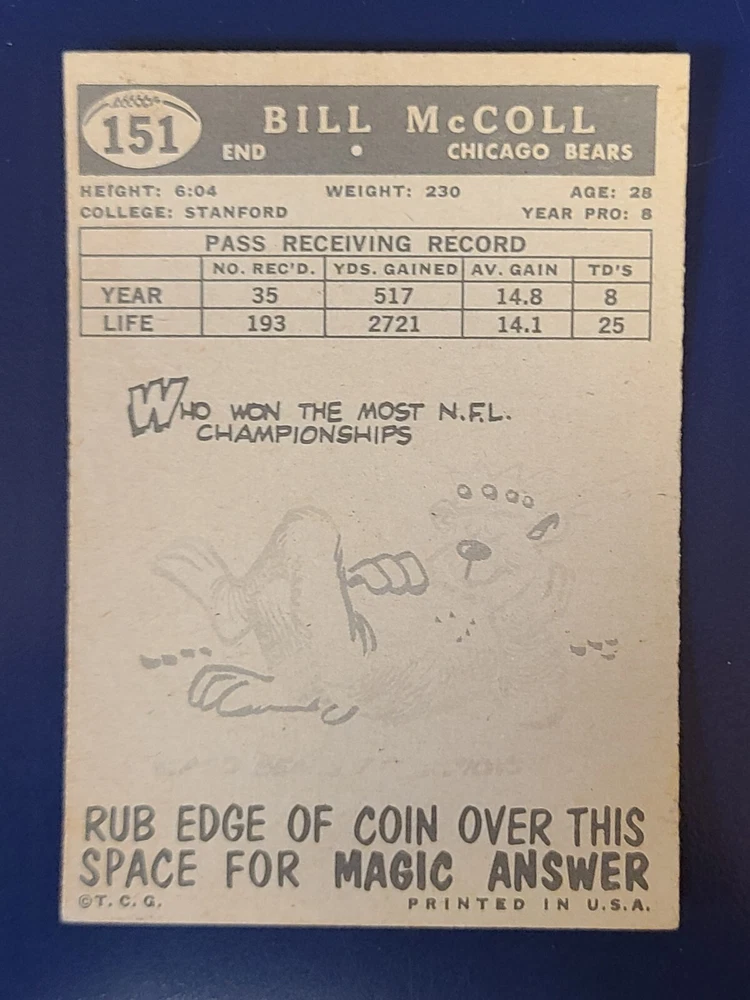 151
BILL McCOLL
END • CHICAGO BEARS
HEIGHT: 6:04 WEIGHT: 230 AGE: 28
COLLEGE: STANFORD YEAR PRO: 8
PASS RECEIVING RECORD
NO. REC'D. YDS. GAINED AV. GAIN TD'S
YEAR 35 517 14.8 8
LIFE 193 2721 14.1 25
WHO WON THE MOST N.F.L.
CHAMPIONSHIPS
RUB EDGE OF COIN OVER THIS
SPACE FOR MAGIC ANSWER
©T.C.G. PRINTED IN U.S.A.